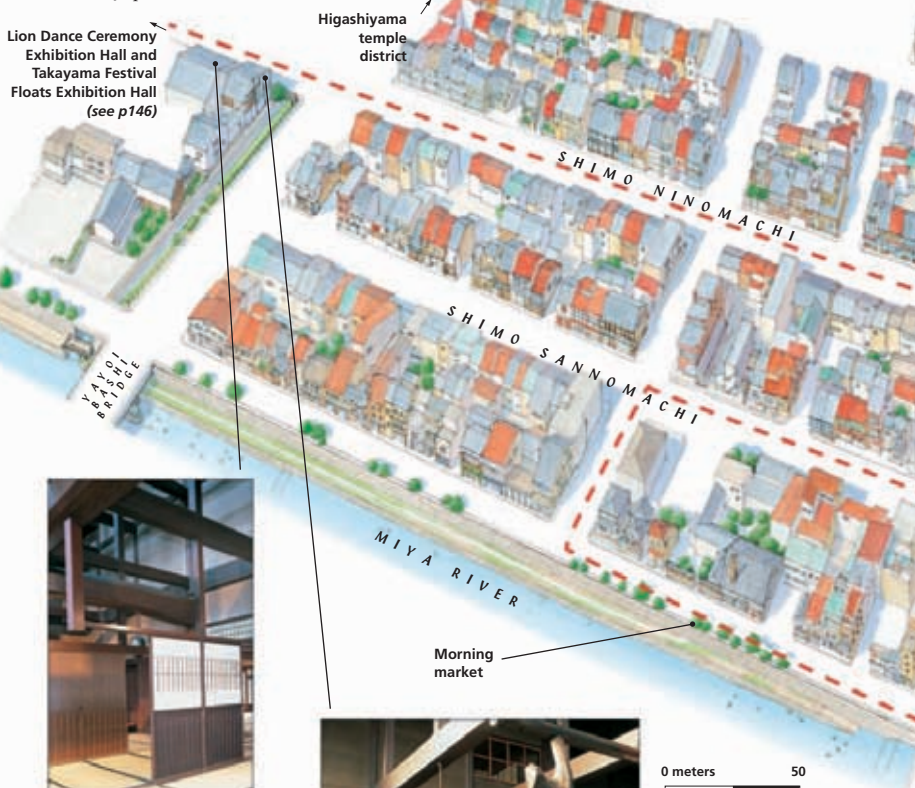 Lion Dance Ceremony
Exhibition Hall and
Takayama Festival
Floats Exhibition Hall
(see p146)
Higashiyama
temple
district
SHIMO NINOMACHI
SHIMO SANNOMACHI
YAYOI
BASHI
BRIDGE
MIYA RIVER
Morning
market
0 meters 50